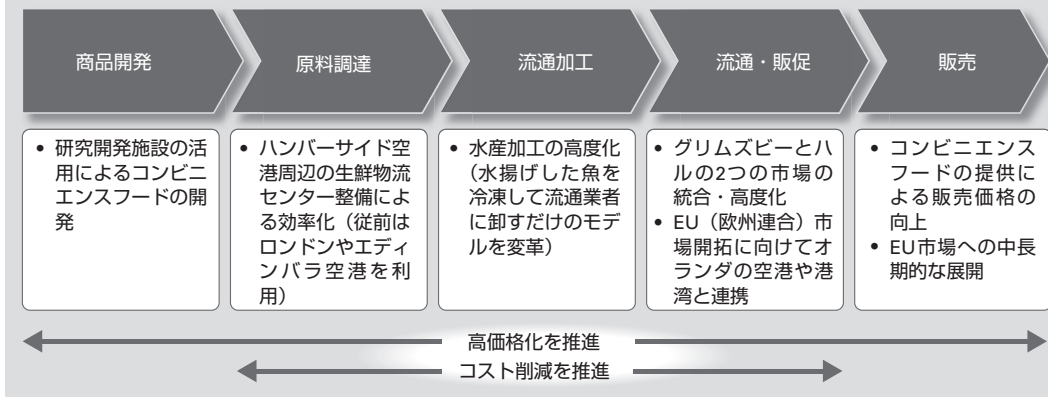 商品開発
原料調達
流通加工
流通・販促
販売
• 研究開発施設の活
用によるコンビニ
エンスフードの開
発
• ハンバーサイド空
港周辺の生鮮物流
センター整備によ
る効率化（従前は
ロンドンやエディ
ンバラ空港を利
用）
• 水産加工の高度化
（水揚げした魚を
冷凍して流通業者
に卸すだけのモデ
ルを変革）
• グリムズビーとハ
ルの2つの市場の
統合・高度化
• EU（欧州連合）市
場開拓に向けてオ
ランダの空港や港
湾と連携
• コンビニエンス
フードの提供に
よる販売価格の
向上
• EU市場への中長
期的な展開
高価格化を推進
コスト削減を推進